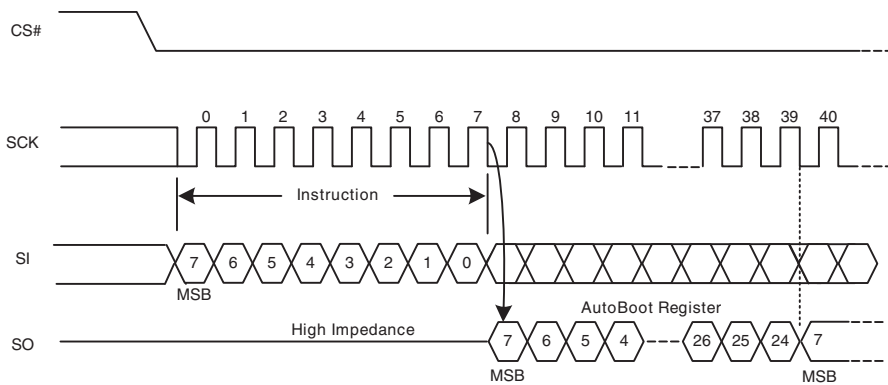 CS#
0 1 2 3 4 5 6 7 8 9 10 11 37 38 39 40
SCK
Instruction
SI
7 6 5 4 3 2 1 0
MSB
AutoBoot Register
High Impedance
SO
7 6 5 4 26 25 24 7
MSB MSB